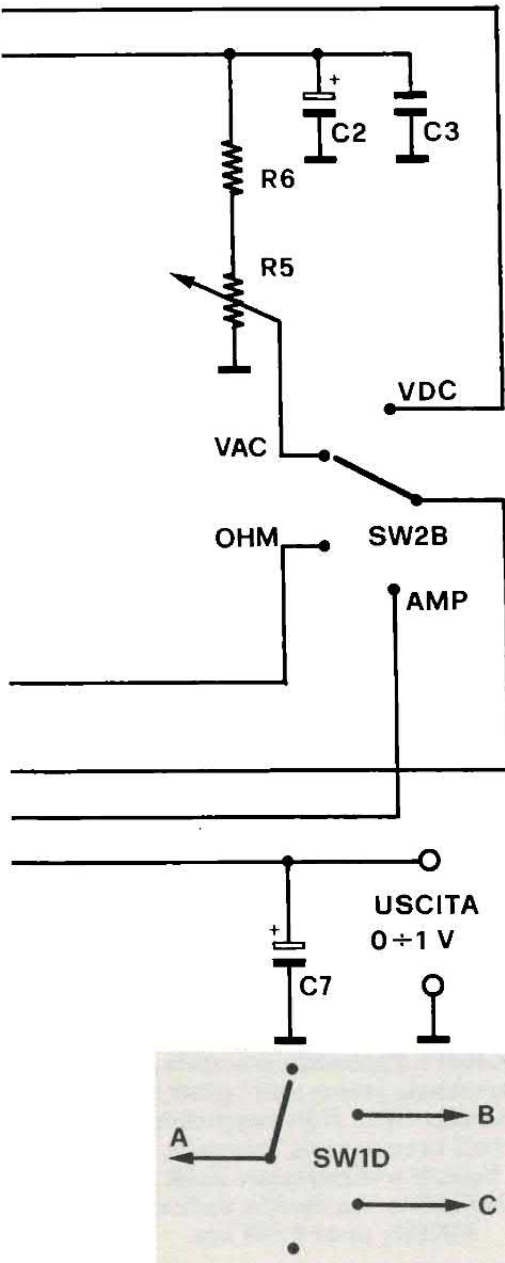 +
C2
C3
R6
R5
VDC
VAC
OHM
SW2B
AMP
USCITA
0÷1 V
+
C7
A
B
SW1D
C